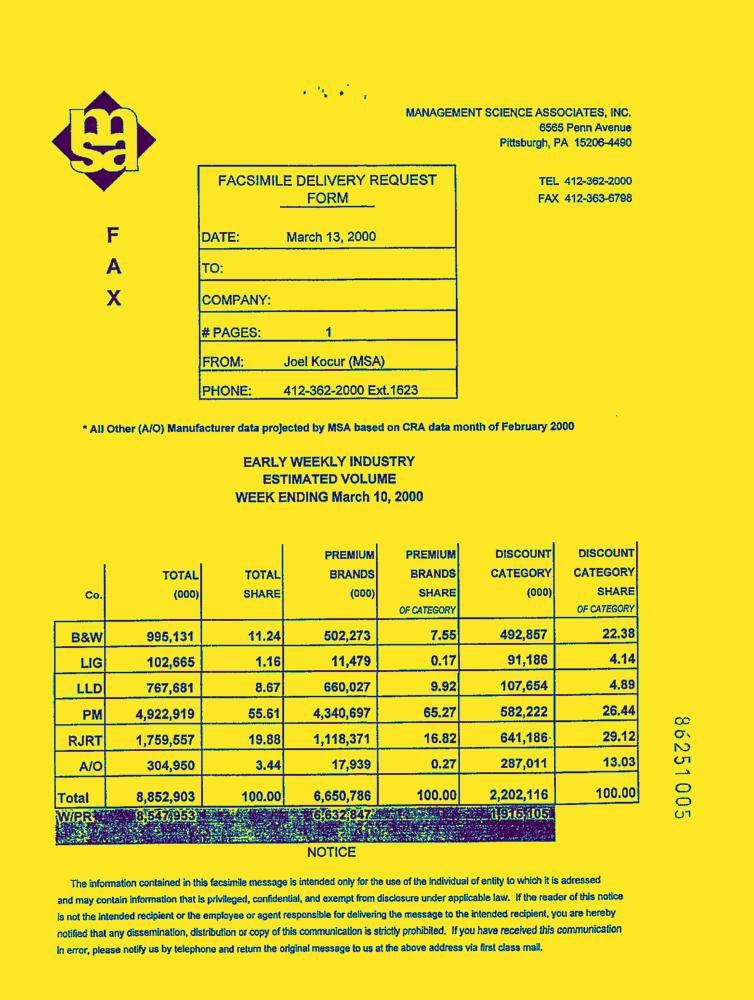 msa
MANAGEMENT SCIENCE ASSOCIATES, INC.
6565 Penn Avenue
Pittsburgh, PA 15206-4490
TEL 412-362-2000
FAX 412-363-6798
FAX
FACSIMILE DELIVERY REQUEST
FORM
DATE: March 13, 2000
TO:
COMPANY:
# PAGES: 1
FROM: Joel Kocur (MSA)
PHONE: 412-362-2000 Ext.1623
* All Other (A/O) Manufacturer data projected by MSA based on CRA data month of February 2000
EARLY WEEKLY INDUSTRY
ESTIMATED VOLUME
WEEK ENDING March 10, 2000
PREMIUM PREMIUM DISCOUNT DISCOUNT
TOTAL TOTAL BRANDS BRANDS CATEGORY CATEGORY
Co. (000) SHARE (000) SHARE (000) SHARE
OF CATEGORY OF CATEGORY
B&W 995,131 11.24 502,273 7.55 492,857 22.38
LIG 102,665 1.16 11,479 0.17 91,186 4.14
LLD 767,681 8.67 660,027 9.92 107,654 4.89
PM 4,922,919 55.61 4,340,697 65.27 582,222 26.44
RJRT 1,759,557 19.88 1,118,371 16.82 641,186 29.12
A/O 304,950 3.44 17,939 0.27 287,011 13.03
Total 8,852,903 100.00 6,650,786 100.00 2,202,116 100.00
8,547,953 6,632,847 1,915,105
86251005
NOTICE
The information contained in this facsimile message is intended only for the use of the individual of entity to which it is adressed
and may contain information that is privileged, confidential, and exempt from disclosure under applicable law. If the reader of this notice
is not the intended recipient or the employee or agent responsible for delivering the message to the intended recipient, you are hereby
notified that any dissemination, distribution or copy of this communication is strictly prohibited. If you have received this communication
in error, please notify us by telephone and return the original message to us at the above address via first class mail.